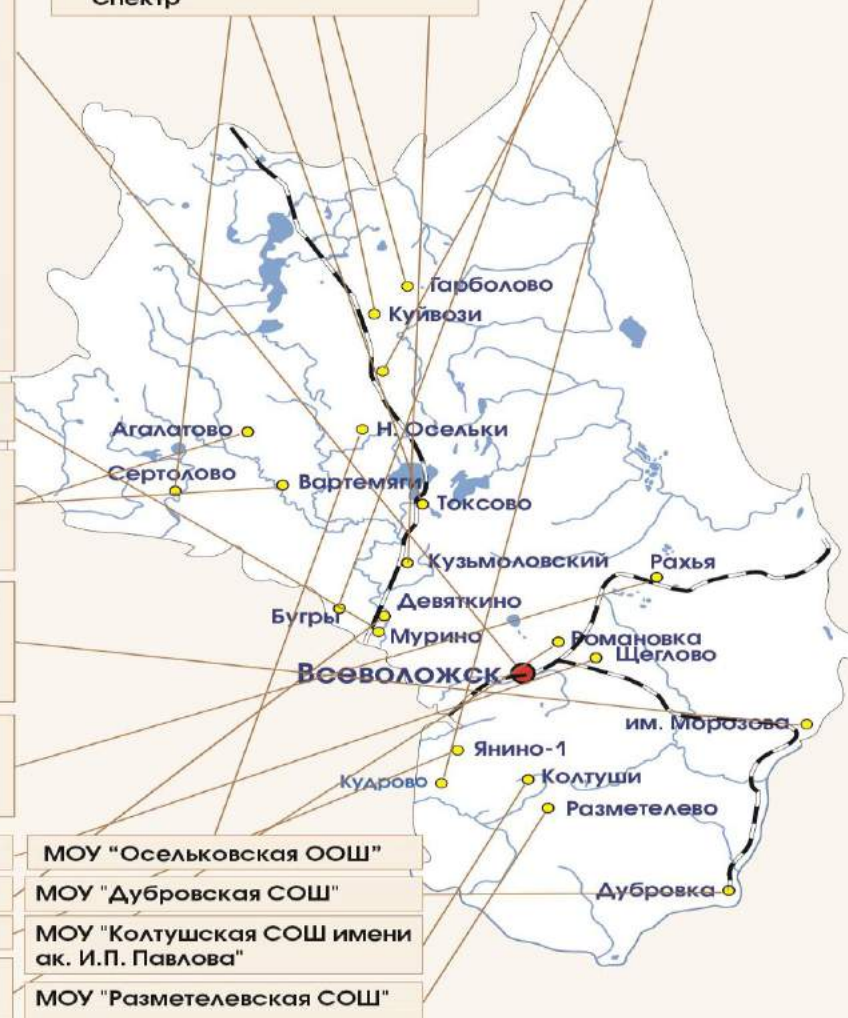 Спектр
Гарболово
Куйвози
Агалатово
Н. Осельки
Сертолово
Вартемяги
Токсово
Кузьмоловский
Рахья
Девяткино
Бугры
Мурино
Романовка
Щеглово
Всеволожск
им. Морозова
Янино-1
Кудрово
Колтуши
Разметелево
МОУ “Осельковская ООШ”
МОУ "Дубровская СОШ"
Дубровка
МОУ "Колтушская СОШ имени
ак. И.П. Павлова"
МОУ "Разметелевская СОШ"